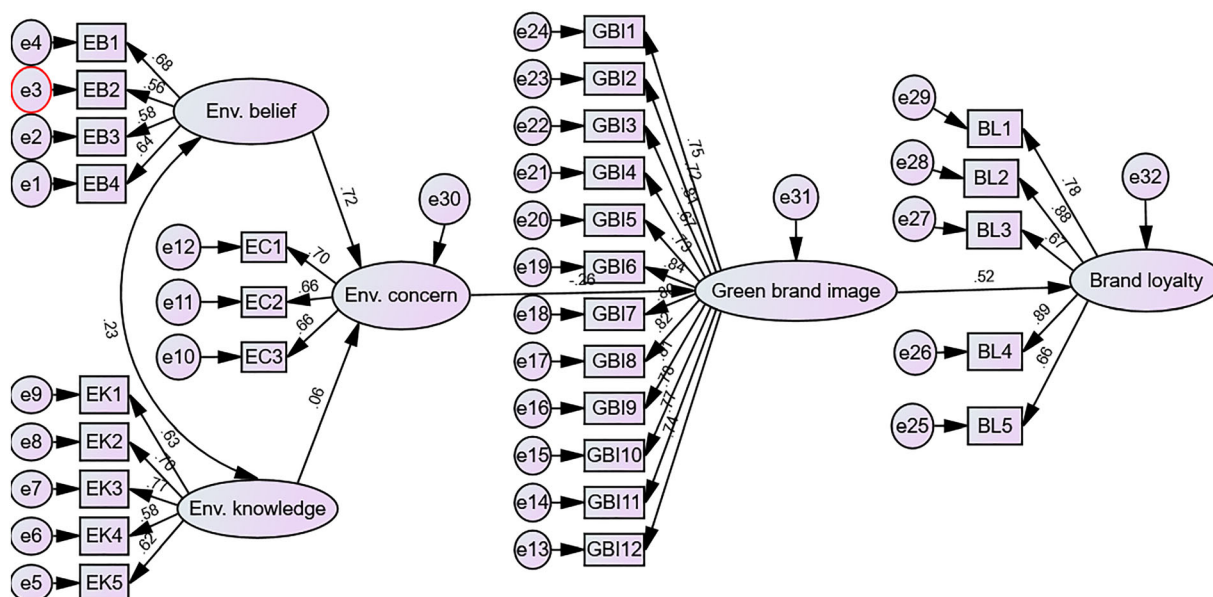 e4 EB1 .68
e3 EB2 .56
e2 EB3 .58
e1 EB4 .64
Env. belief
.72
.23
e30
e12 EC1 .70
e11 EC2 .66
e10 EC3 .66
Env. concern
-.26
.06
e9 EK1 .63
e8 EK2 .70
e7 EK3 .77
e6 EK4 .58
e5 EK5 .62
Env. knowledge
e24 GBI1 .75
e23 GBI2 .72
e22 GBI3 .81
e21 GBI4 .67
e20 GBI5 .73
e19 GBI6 .84
e18 GBI7 .80
e17 GBI8 .82
e16 GBI9 .81
e15 GBI10 .78
e14 GBI11 .77
e13 GBI12 .74
e31
Green brand image
.52
e29 BL1 .78
e28 BL2 .88
e27 BL3 .67
e26 BL4 .89
e25 BL5 .66
e32
Brand loyalty